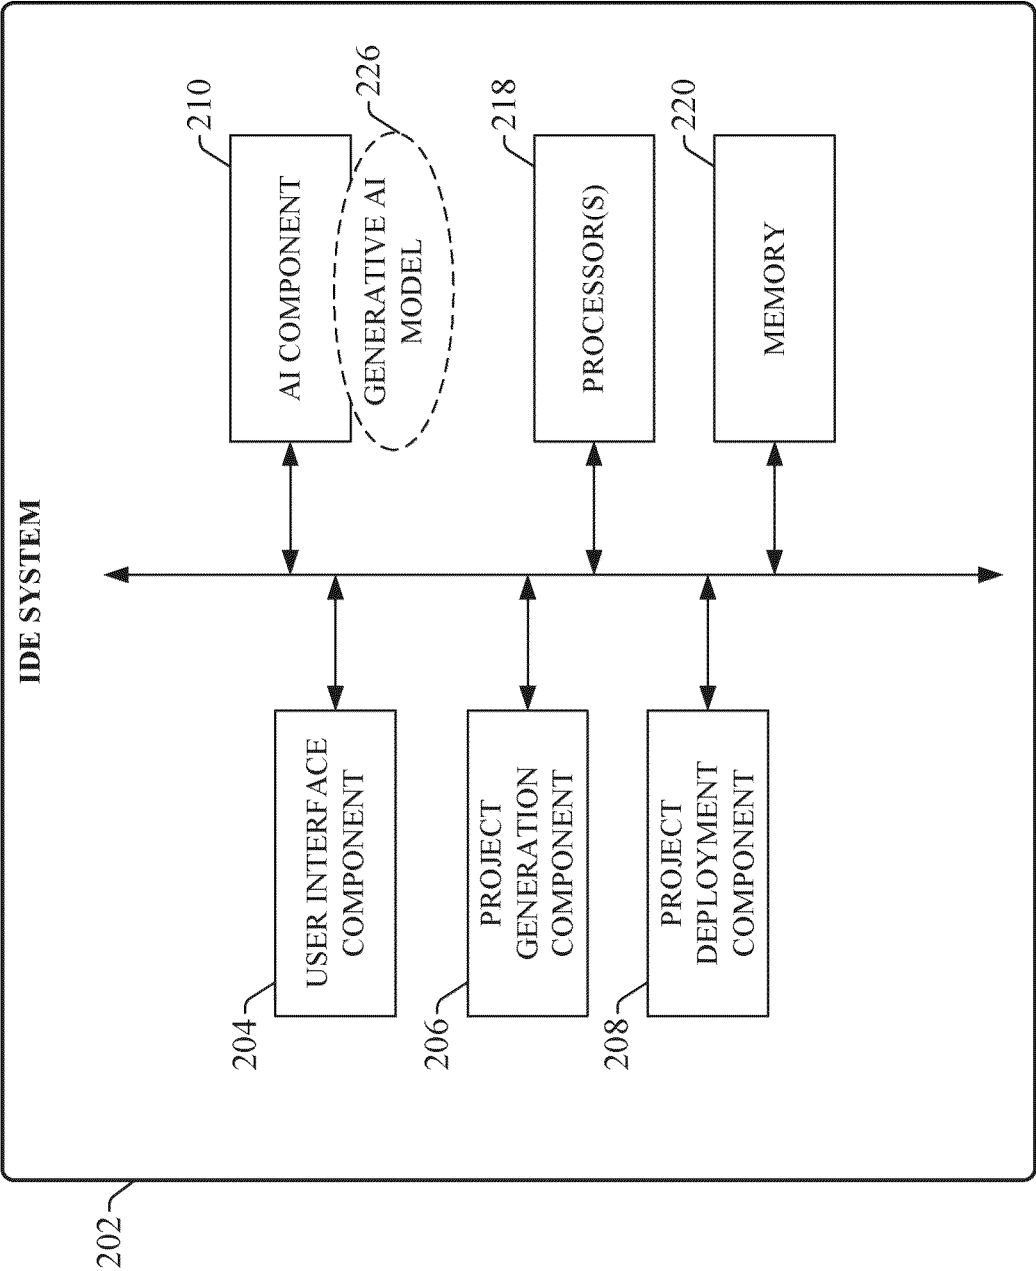 IDE SYSTEM
202
204
USER INTERFACE
COMPONENT
206
PROJECT
GENERATION
COMPONENT
208
PROJECT
DEPLOYMENT
COMPONENT
210
AI COMPONENT
226
GENERATIVE AI
MODEL
218
PROCESSOR(S)
220
MEMORY